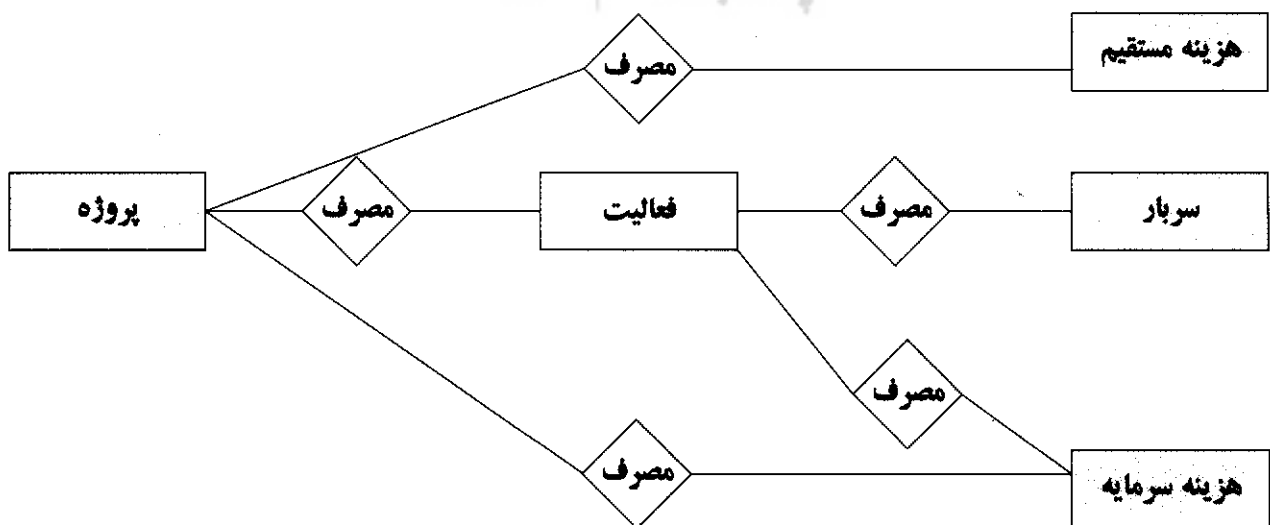 مصرف
هزینه مستقیم
پروژه
مصرف
فعالیت
مصرف
سربار
مصرف
مصرف
هزینه سرمایه